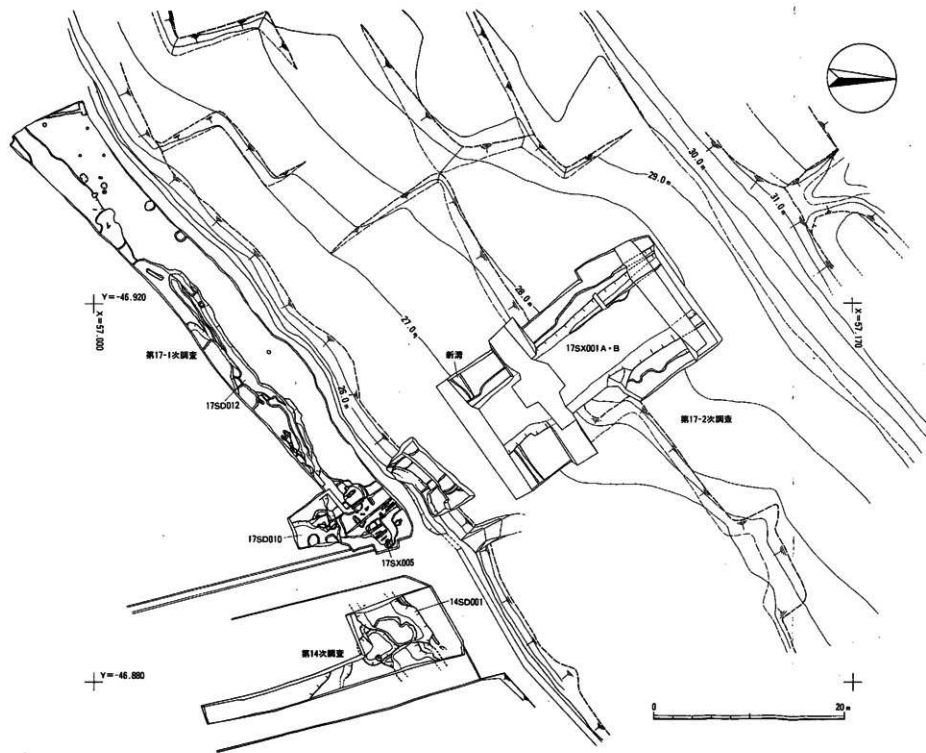 30.0m
31.0m
29.0m
28.0m
27.0m
26.0m
Y=-46.920
X=57.000
X=57.170
第17-1次調査
17SD012
新溝
17SX001A・B
第17-2次調査
17SD010
17SX005
14SD001
第14次調査
Y=-46.880
0
20m